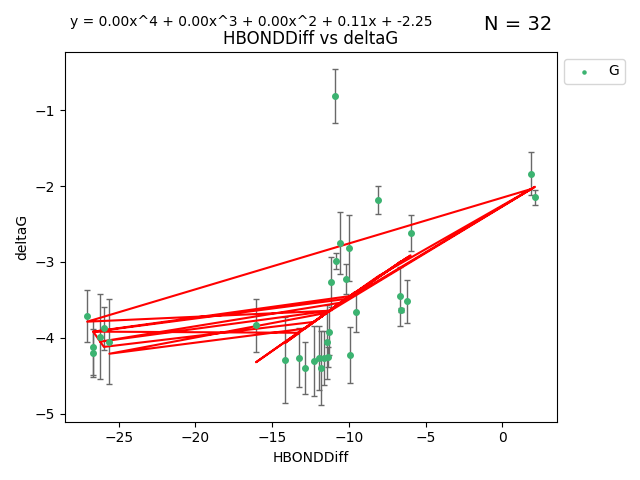 y = 0.00x^4 + 0.00x^3 + 0.00x^2 + 0.11x + -2.25
N = 32
HBONDDiff vs deltaG
G
deltaG
−1
−2
−3
−4
−5
−25
−20
−15
−10
−5
0
HBONDDiff